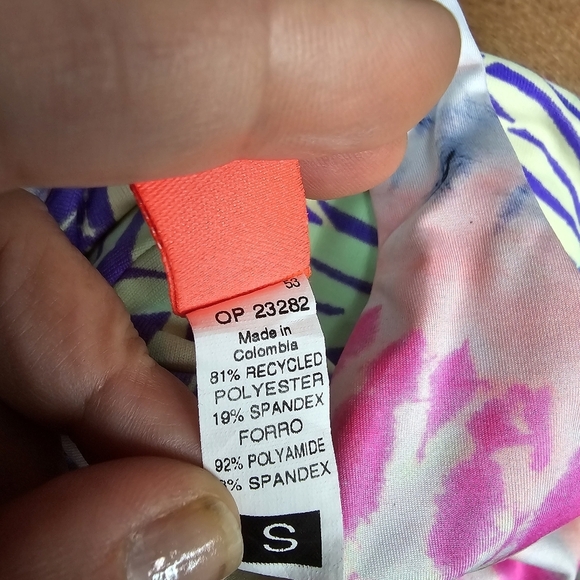 53
OP 23282
Made in
Colombia
81% RECYCLED
POLYESTER
19% SPANDEX
FORRO
92% POLYAMIDE
% SPANDEX
S